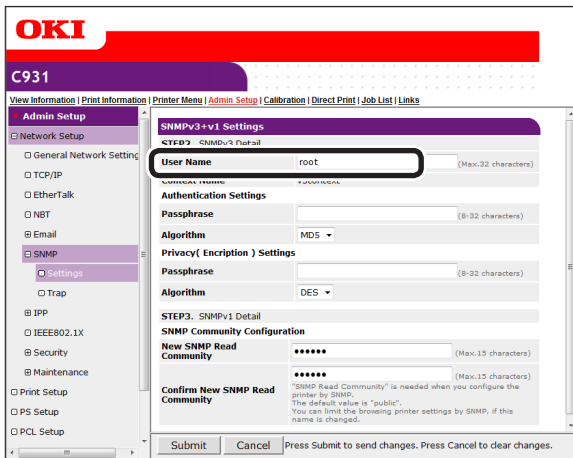 OKI
C931
View Information | Print Information | Printer Menu | Admin Setup | Calibration | Direct Print | Job List | Links
Admin Setup
Network Setup
General Network Setting
TCP/IP
EtherTalk
NBT
Email
SNMP
Settings
Trap
IPP
IEEE802.1X
Security
Maintenance
Print Setup
PS Setup
PCL Setup
SNMPv3+v1 Settings
STEP2. SNMPv3 Detail
User Name root (Max.32 characters)
Context Name v3context
Authentication Settings
Passphrase (8-32 characters)
Algorithm MD5
Privacy( Encription ) Settings
Passphrase (8-32 characters)
Algorithm DES
STEP3. SNMPv1 Detail
SNMP Community Configuration
New SNMP Read
Community ●●●●●● (Max.15 characters)
●●●●●● (Max.15 characters)
Confirm New SNMP Read
Community
"SNMP Read Community" is needed when you configure the
printer by SNMP.
The default value is "public".
You can limit the browsing printer settings by SNMP, if this
name is changed.
Submit Cancel Press Submit to send changes. Press Cancel to clear changes.